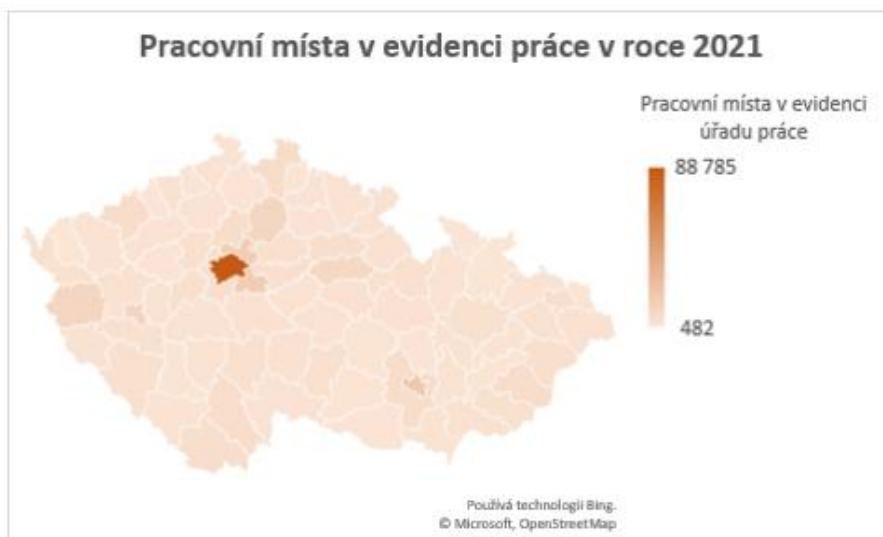 Pracovní místa v evidenci práce v roce 2021
Pracovní místa v evidenci
úřadu práce
88 785
482
Používá technologii Bing.
© Microsoft, OpenStreetMap